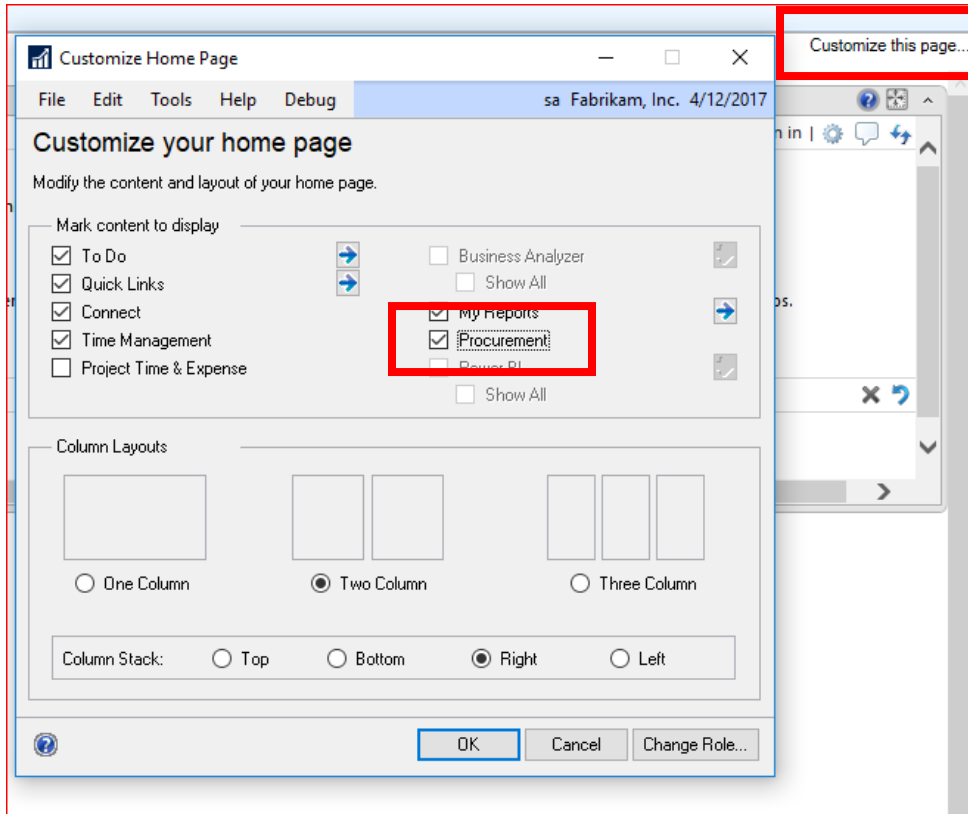 Customize this page...
Customize Home Page
File Edit Tools Help Debug sa Fabrikam, Inc. 4/12/2017
in |
Customize your home page
Modify the content and layout of your home page.
Mark content to display
To Do
Quick Links
Connect
Time Management
Project Time & Expense
Business Analyzer
Show All
My Reports
Procurement
Power BI
Show All
Column Layouts
One Column
Two Column
Three Column
Column Stack:
Top
Bottom
Right
Left
OK
Cancel
Change Role...